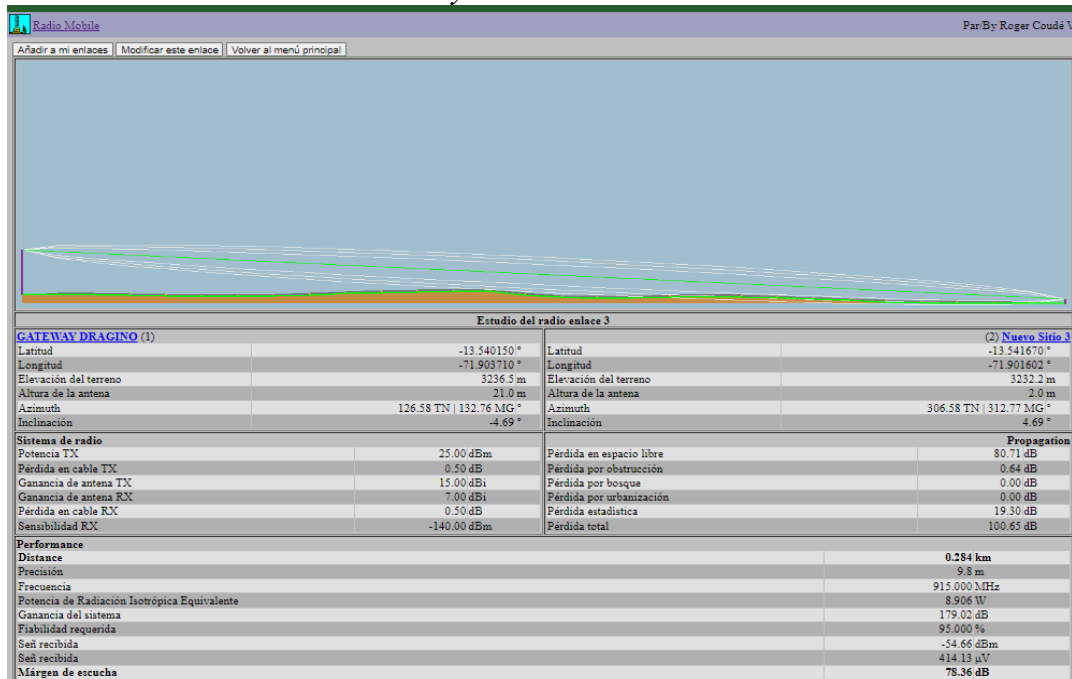 Radio Mobile Par/By Roger Coudé V
Añadir a mi enlaces Modificar este enlace Volver al menú principal
Estudio del radio enlace 3
GATEWAY DRAGINO (1) (2) Nuevo Sitio 3
Latitud -13.540150 ° Latitud -13.541670 °
Longitud -71.903710 ° Longitud -71.901602 °
Elevación del terreno 3236.5 m Elevación del terreno 3232.2 m
Altura de la antena 21.0 m Altura de la antena 2.0 m
Azimuth 126.58 TN | 132.76 MG ° Azimuth 306.58 TN | 312.77 MG °
Inclinación -4.69 ° Inclinación 4.69 °
Sistema de radio Propagation
Potencia TX 25.00 dBm Pérdida en espacio libre 80.71 dB
Pérdida en cable TX 0.50 dB Pérdida por obstrucción 0.64 dB
Ganancia de antena TX 15.00 dBi Pérdida por bosque 0.00 dB
Ganancia de antena RX 7.00 dBi Pérdida por urbanización 0.00 dB
Pérdida en cable RX 0.50 dB Pérdida estadistica 19.30 dB
Sensibilidad RX -140.00 dBm Pérdida total 100.65 dB
Performance
Distance 0.284 km
Precisión 9.8 m
Frecuencia 915.000 MHz
Potencia de Radiación Isotrópica Equivalente 8.906 W
Ganancia del sistema 179.02 dB
Fiabilidad requerida 95.000 %
Señ recibida -54.66 dBm
Señ recibida 414.13 µV
Márgen de escucha 78.36 dB